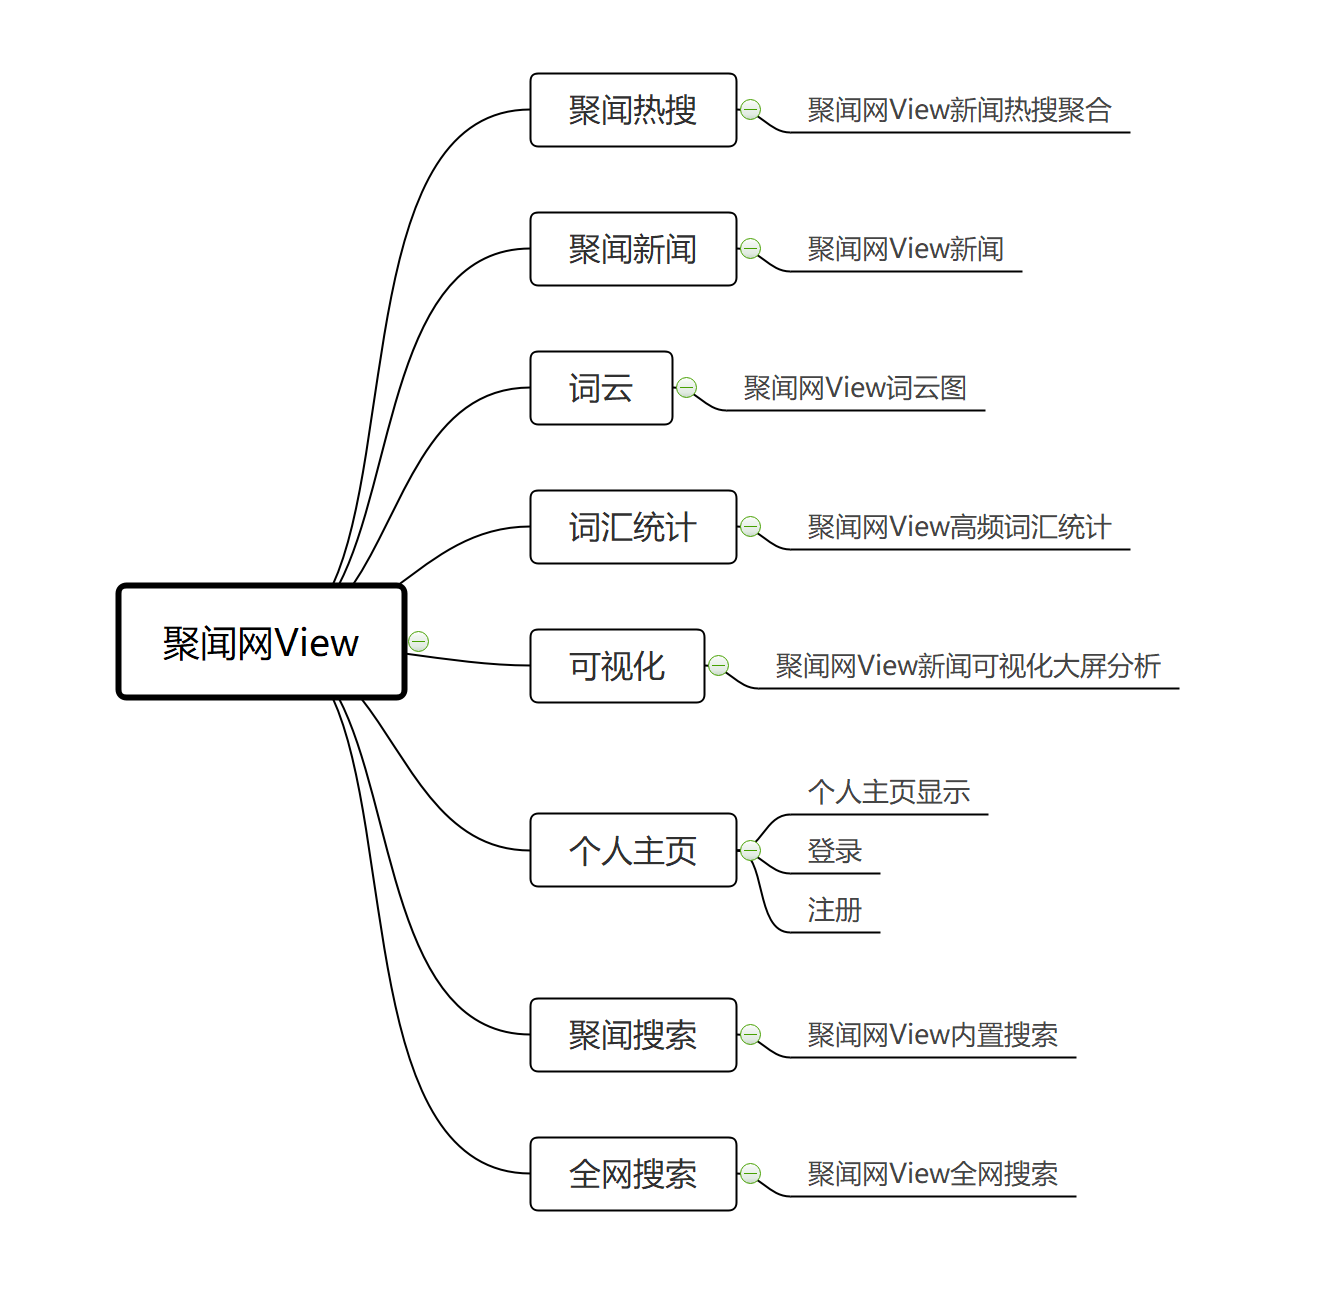 聚闻热搜
聚闻网View新闻热搜聚合
聚闻新闻
聚闻网View新闻
词云
聚闻网View词云图
词汇统计
聚闻网View高频词汇统计
聚闻网View
可视化
聚闻网View新闻可视化大屏分析
个人主页
个人主页显示
登录
注册
聚闻搜索
聚闻网View内置搜索
全网搜索
聚闻网View全网搜索